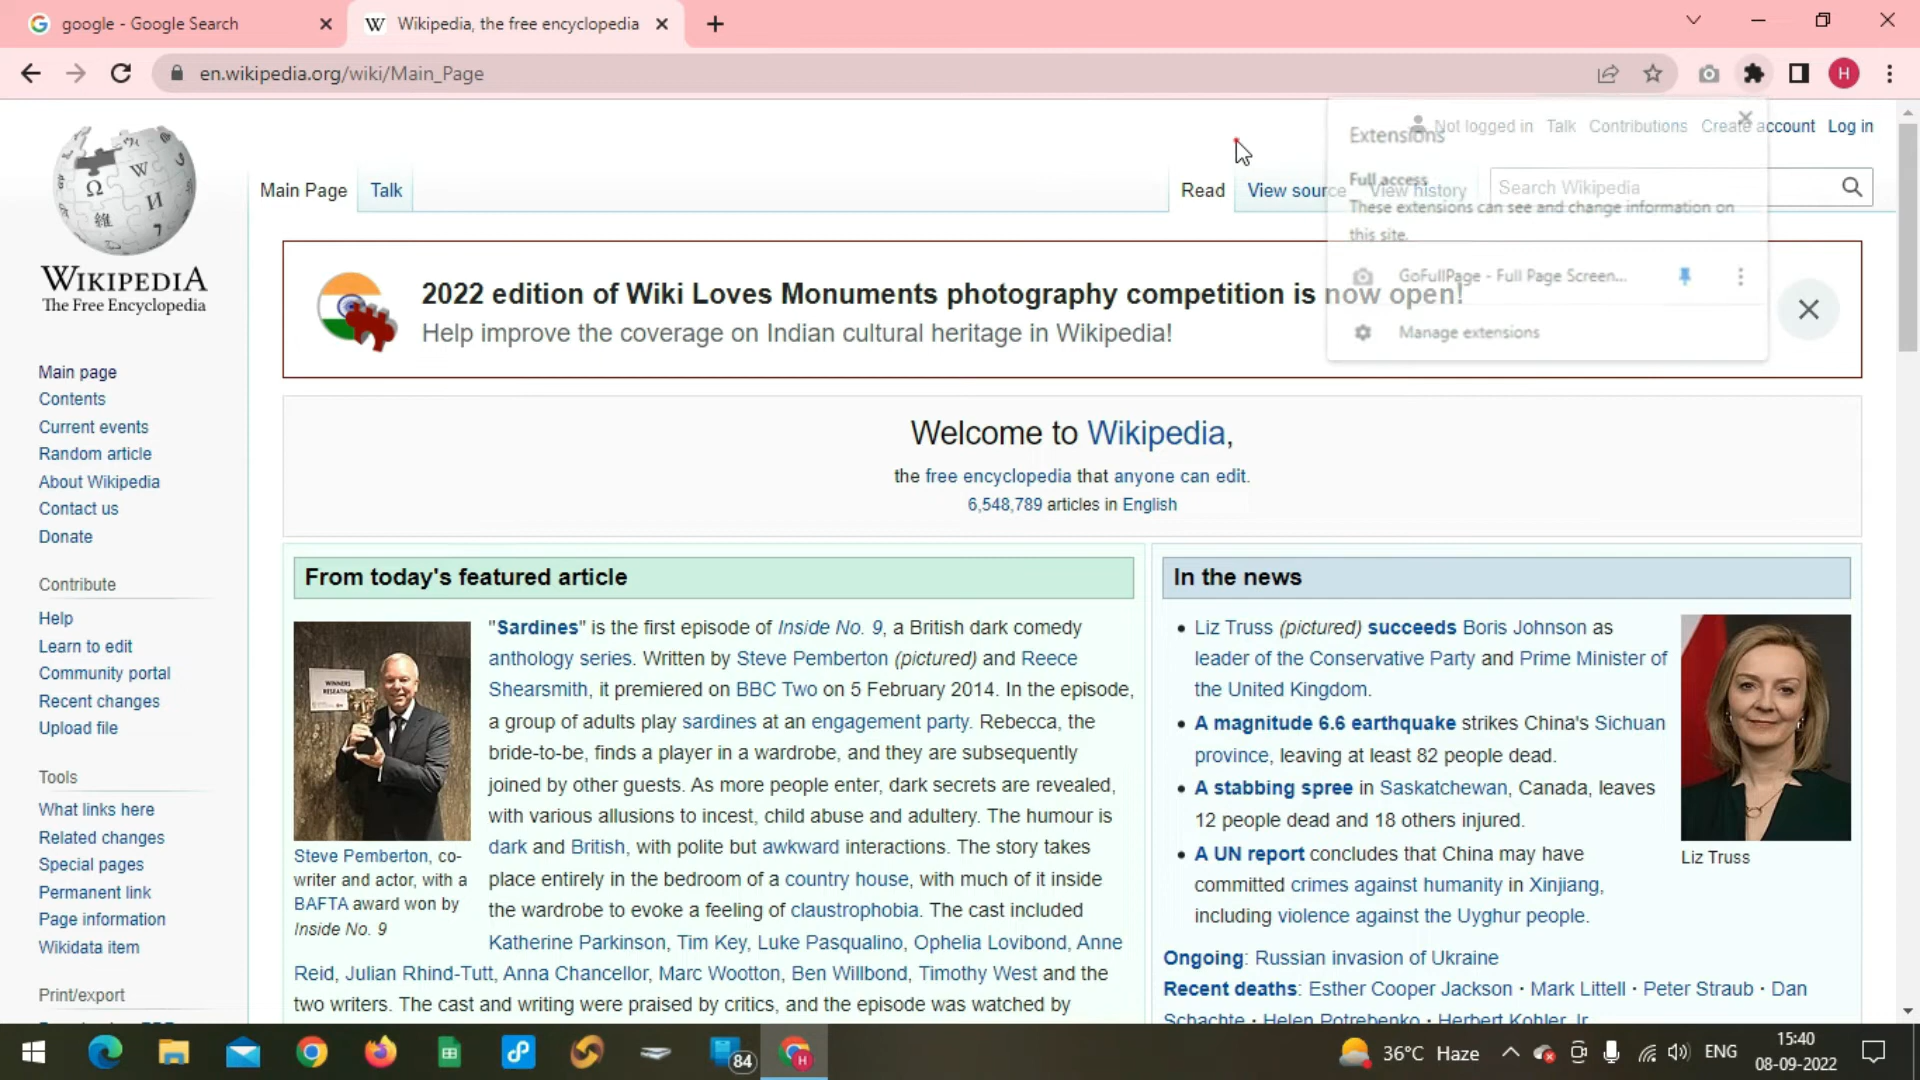 google - Google Search
Wikipedia, the free encyclopedia
en.wikipedia.org/wiki/Main_Page
H
Not logged in Talk Contributions Create account Log in
Extensions
Full access
These extensions can see and change information on
this site.
GoFullPage - Full Page Screen...
Manage extensions
Main Page Talk
Read View source View history
Search Wikipedia
WIKIPEDIA
The Free Encyclopedia
2022 edition of Wiki Loves Monuments photography competition is now open!
Help improve the coverage on Indian cultural heritage in Wikipedia!
Main page
Contents
Current events
Random article
About Wikipedia
Contact us
Donate
Contribute
Help
Learn to edit
Community portal
Recent changes
Upload file
Tools
What links here
Related changes
Special pages
Permanent link
Page information
Wikidata item
Print/export
Welcome to Wikipedia,
the free encyclopedia that anyone can edit.
6,548,789 articles in English
From today's featured article
WINNERS
"Sardines" is the first episode of Inside No. 9, a British dark comedy
anthology series. Written by Steve Pemberton (pictured) and Reece
Shearsmith, it premiered on BBC Two on 5 February 2014. In the episode,
a group of adults play sardines at an engagement party. Rebecca, the
bride-to-be, finds a player in a wardrobe, and they are subsequently
joined by other guests. As more people enter, dark secrets are revealed,
with various allusions to incest, child abuse and adultery. The humour is
dark and British, with polite but awkward interactions. The story takes
place entirely in the bedroom of a country house, with much of it inside
the wardrobe to evoke a feeling of claustrophobia. The cast included
Katherine Parkinson, Tim Key, Luke Pasqualino, Ophelia Lovibond, Anne
Reid, Julian Rhind-Tutt, Anna Chancellor, Marc Wootton, Ben Willbond, Timothy West and the
two writers. The cast and writing were praised by critics, and the episode was watched by
Steve Pemberton, co-
writer and actor, with a
BAFTA award won by
Inside No. 9
In the news
Liz Truss (pictured) succeeds Boris Johnson as
leader of the Conservative Party and Prime Minister of
the United Kingdom.
A magnitude 6.6 earthquake strikes China's Sichuan
province, leaving at least 82 people dead.
A stabbing spree in Saskatchewan, Canada, leaves
12 people dead and 18 others injured.
A UN report concludes that China may have
committed crimes against humanity in Xinjiang,
including violence against the Uyghur people.
Liz Truss
Ongoing: Russian invasion of Ukraine
Recent deaths: Esther Cooper Jackson · Mark Littell · Peter Straub · Dan
Schachte · Helen Potrebenko · Herbert Kohler Jr
84
H
36°C Haze
ENG
15:40
08-09-2022